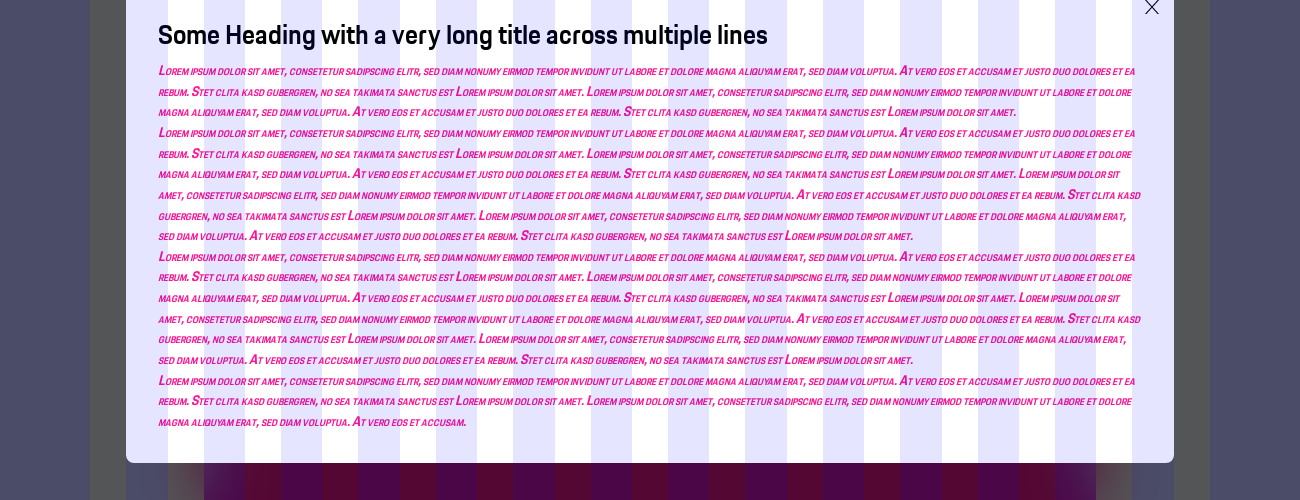 Some Heading with a very long title across multiple lines
Lorem ipsum dolor sit amet, consetetur sadipscing elitr, sed diam nonumy eirmod tempor invidunt ut labore et dolore magna aliquyam erat, sed diam voluptua. At vero eos et accusam et justo duo dolores et ea
rebum. Stet clita kasd gubergren, no sea takimata sanctus est Lorem ipsum dolor sit amet. Lorem ipsum dolor sit amet, consetetur sadipscing elitr, sed diam nonumy eirmod tempor invidunt ut labore et dolore
magna aliquyam erat, sed diam voluptua. At vero eos et accusam et justo duo dolores et ea rebum. Stet clita kasd gubergren, no sea takimata sanctus est Lorem ipsum dolor sit amet.
Lorem ipsum dolor sit amet, consetetur sadipscing elitr, sed diam nonumy eirmod tempor invidunt ut labore et dolore magna aliquyam erat, sed diam voluptua. At vero eos et accusam et justo duo dolores et ea
rebum. Stet clita kasd gubergren, no sea takimata sanctus est Lorem ipsum dolor sit amet. Lorem ipsum dolor sit amet, consetetur sadipscing elitr, sed diam nonumy eirmod tempor invidunt ut labore et dolore
magna aliquyam erat, sed diam voluptua. At vero eos et accusam et justo duo dolores et ea rebum. Stet clita kasd gubergren, no sea takimata sanctus est Lorem ipsum dolor sit amet. Lorem ipsum dolor sit
amet, consetetur sadipscing elitr, sed diam nonumy eirmod tempor invidunt ut labore et dolore magna aliquyam erat, sed diam voluptua. At vero eos et accusam et justo duo dolores et ea rebum. Stet clita kasd
gubergren, no sea takimata sanctus est Lorem ipsum dolor sit amet. Lorem ipsum dolor sit amet, consetetur sadipscing elitr, sed diam nonumy eirmod tempor invidunt ut labore et dolore magna aliquyam erat,
sed diam voluptua. At vero eos et accusam et justo duo dolores et ea rebum. Stet clita kasd gubergren, no sea takimata sanctus est Lorem ipsum dolor sit amet.
Lorem ipsum dolor sit amet, consetetur sadipscing elitr, sed diam nonumy eirmod tempor invidunt ut labore et dolore magna aliquyam erat, sed diam voluptua. At vero eos et accusam et justo duo dolores et ea
rebum. Stet clita kasd gubergren, no sea takimata sanctus est Lorem ipsum dolor sit amet. Lorem ipsum dolor sit amet, consetetur sadipscing elitr, sed diam nonumy eirmod tempor invidunt ut labore et dolore
magna aliquyam erat, sed diam voluptua. At vero eos et accusam et justo duo dolores et ea rebum. Stet clita kasd gubergren, no sea takimata sanctus est Lorem ipsum dolor sit amet. Lorem ipsum dolor sit
amet, consetetur sadipscing elitr, sed diam nonumy eirmod tempor invidunt ut labore et dolore magna aliquyam erat, sed diam voluptua. At vero eos et accusam et justo duo dolores et ea rebum. Stet clita kasd
gubergren, no sea takimata sanctus est Lorem ipsum dolor sit amet. Lorem ipsum dolor sit amet, consetetur sadipscing elitr, sed diam nonumy eirmod tempor invidunt ut labore et dolore magna aliquyam erat,
sed diam voluptua. At vero eos et accusam et justo duo dolores et ea rebum. Stet clita kasd gubergren, no sea takimata sanctus est Lorem ipsum dolor sit amet.
Lorem ipsum dolor sit amet, consetetur sadipscing elitr, sed diam nonumy eirmod tempor invidunt ut labore et dolore magna aliquyam erat, sed diam voluptua. At vero eos et accusam et justo duo dolores et ea
rebum. Stet clita kasd gubergren, no sea takimata sanctus est Lorem ipsum dolor sit amet. Lorem ipsum dolor sit amet, consetetur sadipscing elitr, sed diam nonumy eirmod tempor invidunt ut labore et dolore
magna aliquyam erat, sed diam voluptua. At vero eos et accusam.